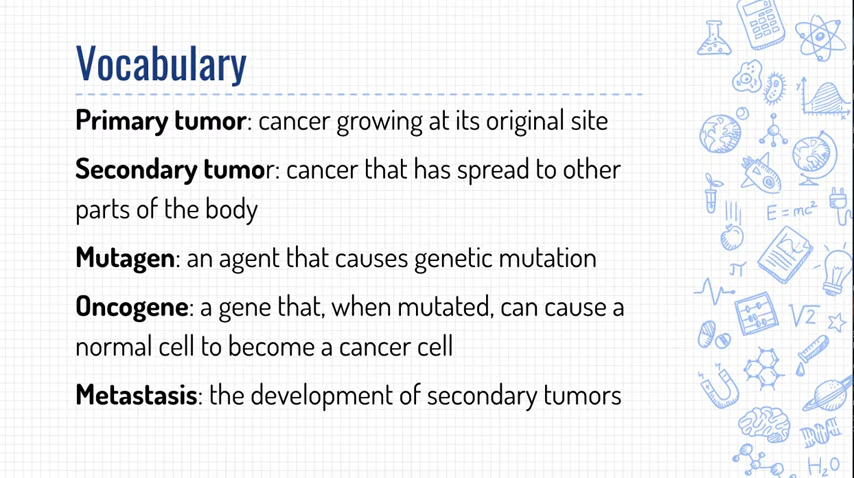 Vocabulary
Primary tumor: cancer growing at its original site
Secondary tumor: cancer that has spread to other
parts of the body
Mutagen: an agent that causes genetic mutation
Oncogene: a gene that, when mutated, can cause a
normal cell to become a cancer cell
Metastasis: the development of secondary tumors
E=mc²
π
√2
H₂O